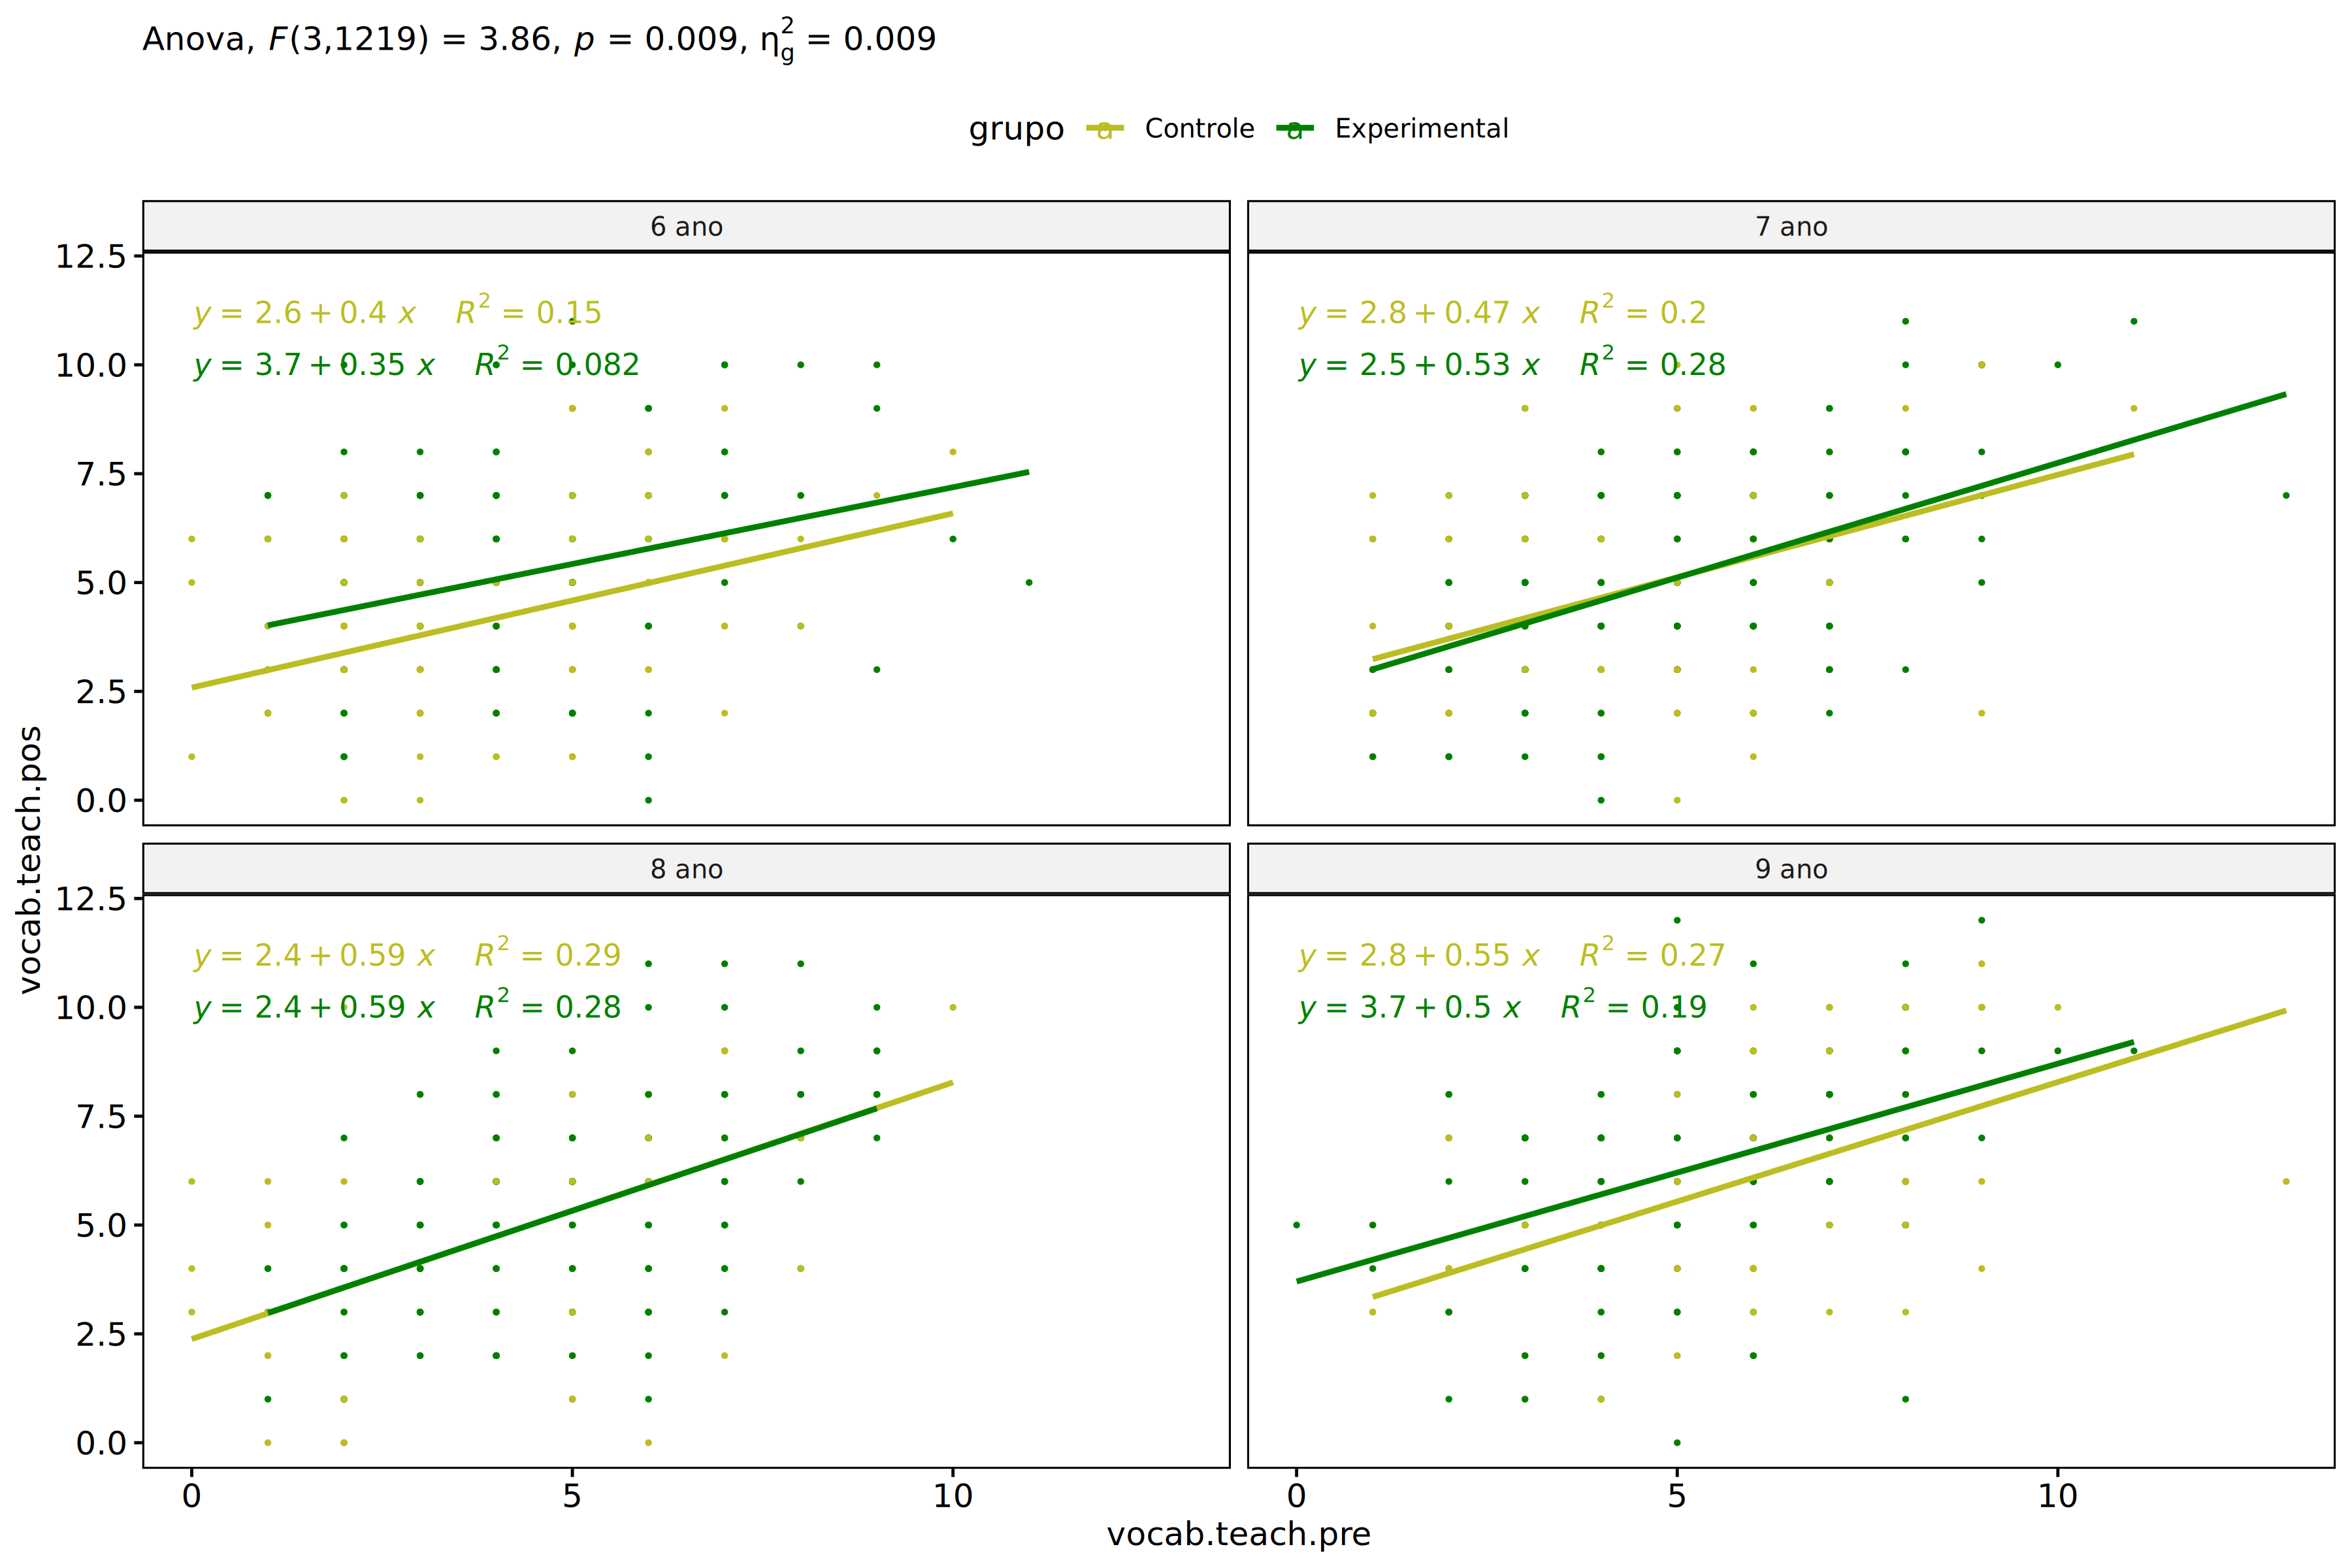 Anova, F(3,1219) = 3.86, p = 0.009, η²g = 0.009
grupo a Controle a Experimental
6 ano
7 ano
12.5
10.0
7.5
5.0
2.5
0.0
y = 2.6 + 0.4 x R² = 0.15
y = 3.7 + 0.35 x R² = 0.082
y = 2.8 + 0.47 x R² = 0.2
y = 2.5 + 0.53 x R² = 0.28
vocab.teach.pos
8 ano
9 ano
12.5
10.0
7.5
5.0
2.5
0.0
y = 2.4 + 0.59 x R² = 0.29
y = 2.4 + 0.59 x R² = 0.28
y = 2.8 + 0.55 x R² = 0.27
y = 3.7 + 0.5 x R² = 0.19
0 5 10 0 5 10
vocab.teach.pre